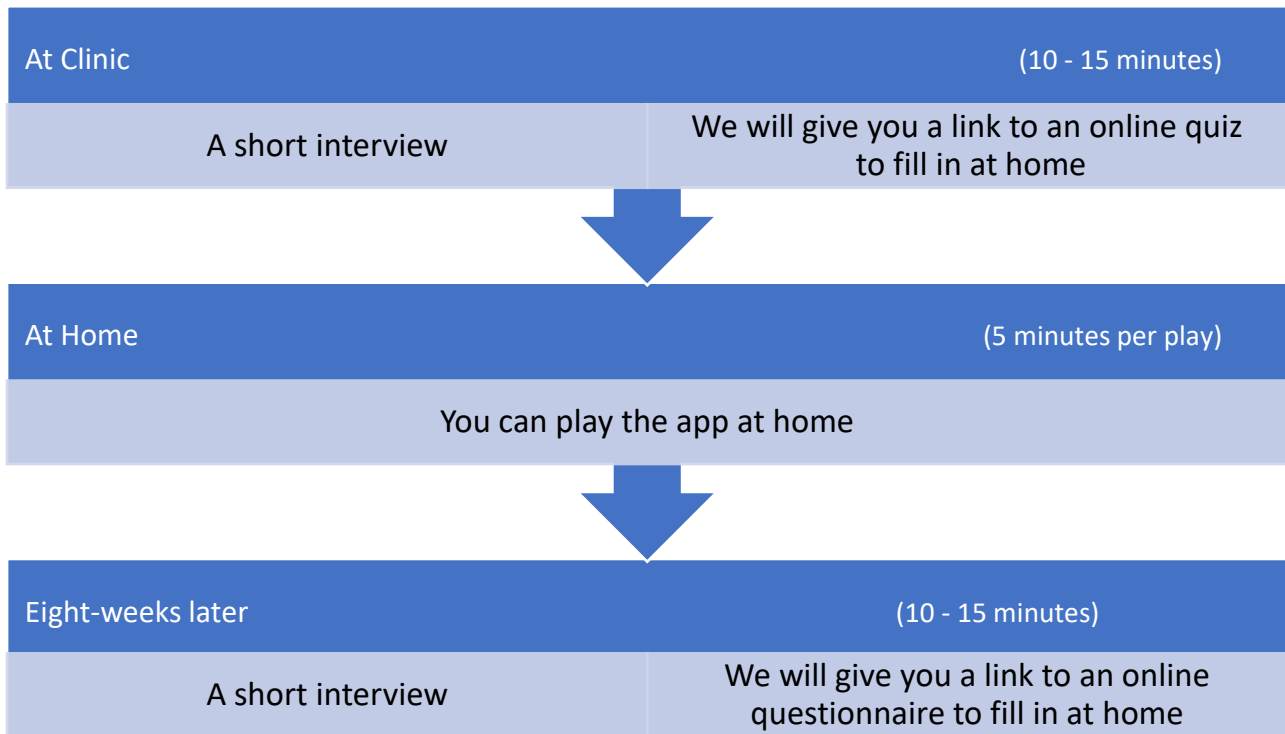 At Clinic (10 - 15 minutes)
A short interview
We will give you a link to an online quiz
to fill in at home
At Home (5 minutes per play)
You can play the app at home
Eight-weeks later (10 - 15 minutes)
A short interview
We will give you a link to an online
questionnaire to fill in at home